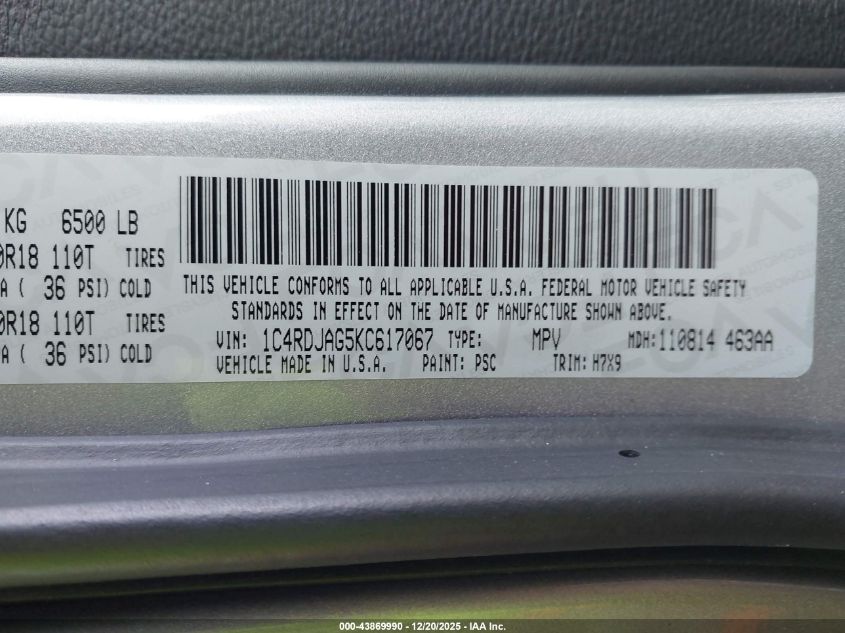 KG 6500 LB
0R18 110T TIRES
A ( 36 PSI) COLD
0R18 110T TIRES
A ( 36 PSI) COLD
THIS VEHICLE CONFORMS TO ALL APPLICABLE U.S.A. FEDERAL MOTOR VEHICLE SAFETY
STANDARDS IN EFFECT ON THE DATE OF MANUFACTURE SHOWN ABOVE.
VIN: 1C4RDJAG5KC617067 TYPE: MPV MDH:110814 463AA
VEHICLE MADE IN U.S.A. PAINT: PSC TRIM: H7X9
000-43869990 - 12/20/2025 - IAA Inc.